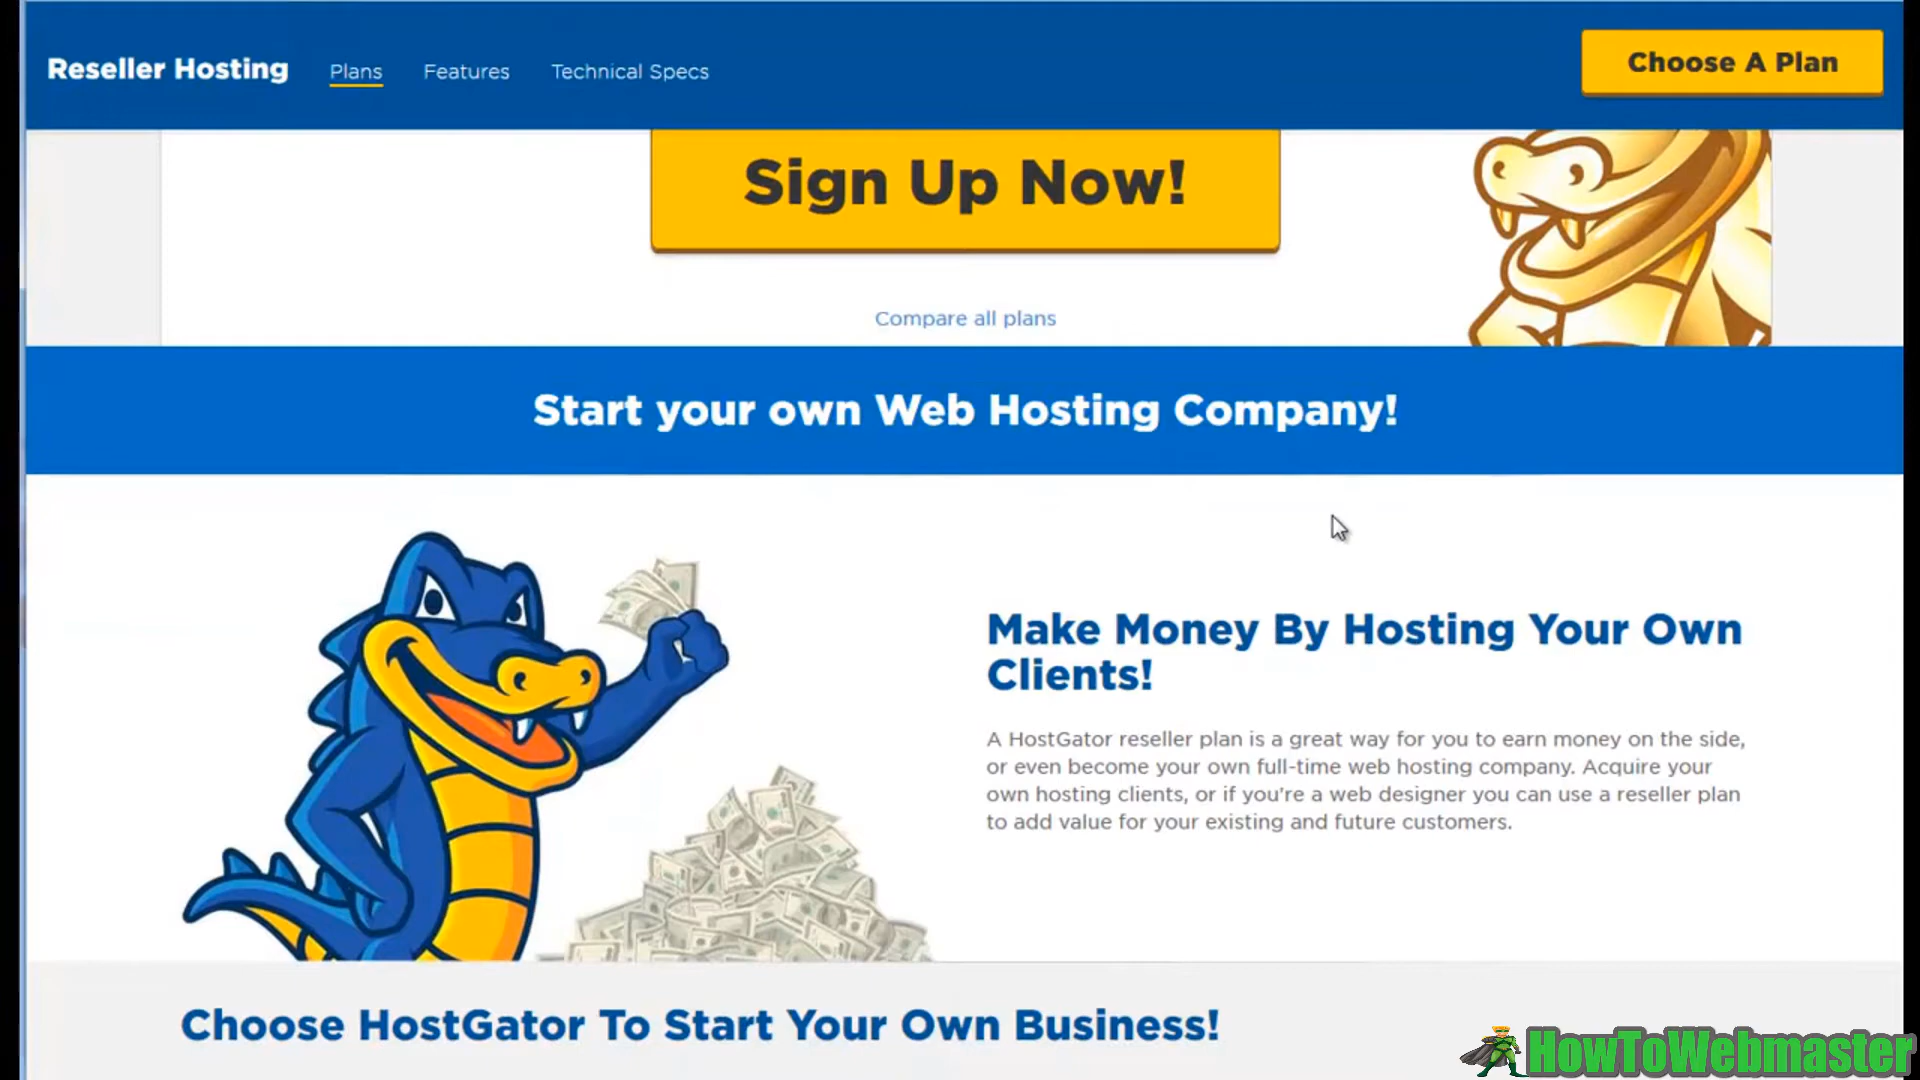 Reseller Hosting
Plans
Features
Technical Specs
Choose A Plan
Sign Up Now!
Compare all plans
Start your own Web Hosting Company!
Make Money By Hosting Your Own
Clients!
A HostGator reseller plan is a great way for you to earn money on the side,
or even become your own full-time web hosting company. Acquire your
own hosting clients, or if you're a web designer you can use a reseller plan
to add value for your existing and future customers.
Choose HostGator To Start Your Own Business!
HowToWebmaster